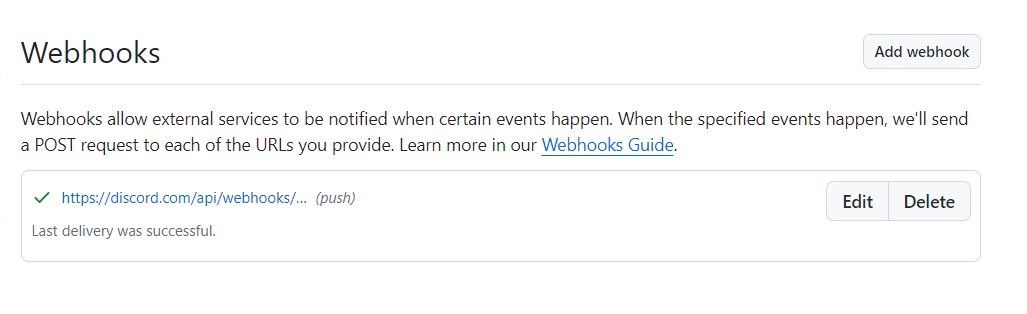 Webhooks
Add webhook
Webhooks allow external services to be notified when certain events happen. When the specified events happen, we'll send
a POST request to each of the URLs you provide. Learn more in our Webhooks Guide.
https://discord.com/api/webhooks/... (push)
Edit
Delete
Last delivery was successful.